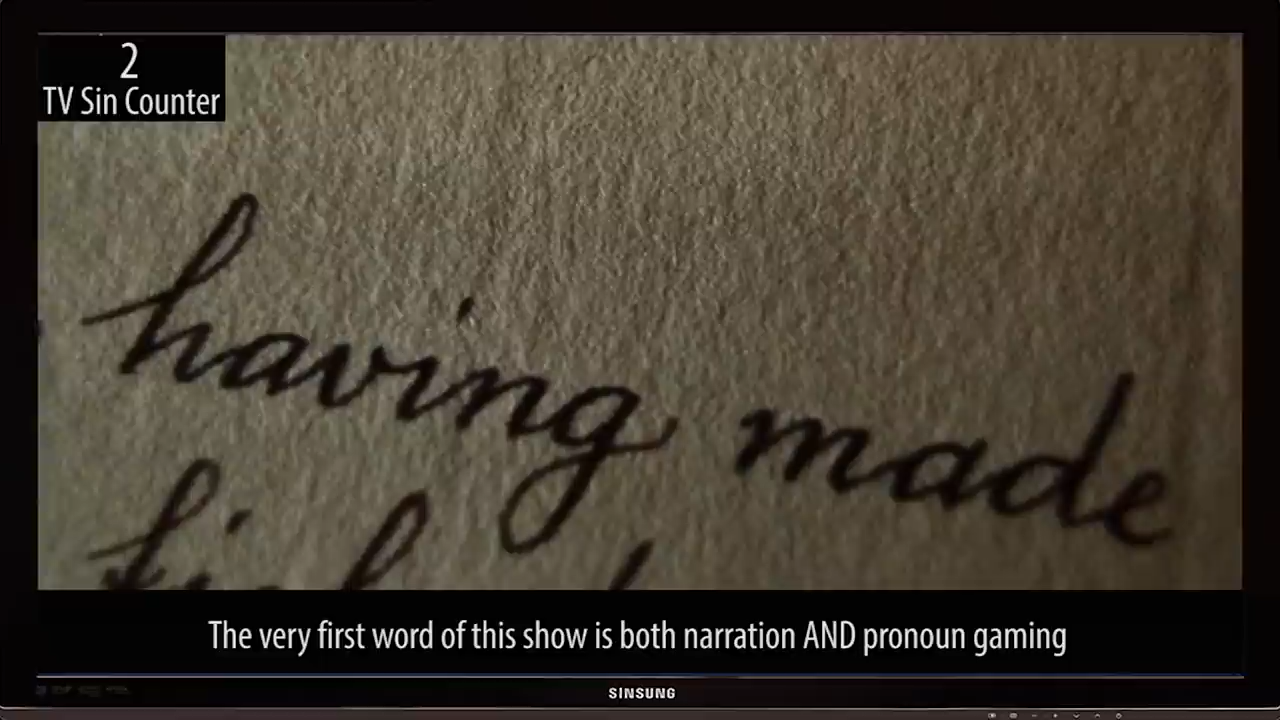 2
TV Sin Counter
having made
The very first word of this show is both narration AND pronoun gaming
SINSUNG